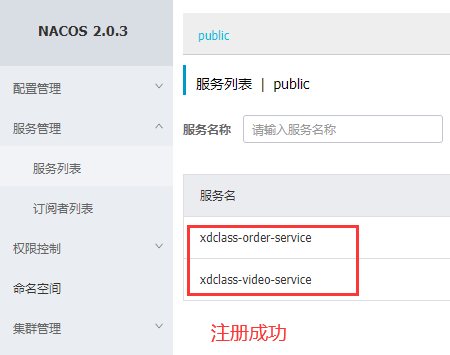 NACOS 2.0.3
配置管理
服务管理
服务列表
订阅者列表
权限控制
命名空间
集群管理
public
服务列表 | public
服务名称 请输入服务名称
服务名
xdclass-order-service
xdclass-video-service
注册成功